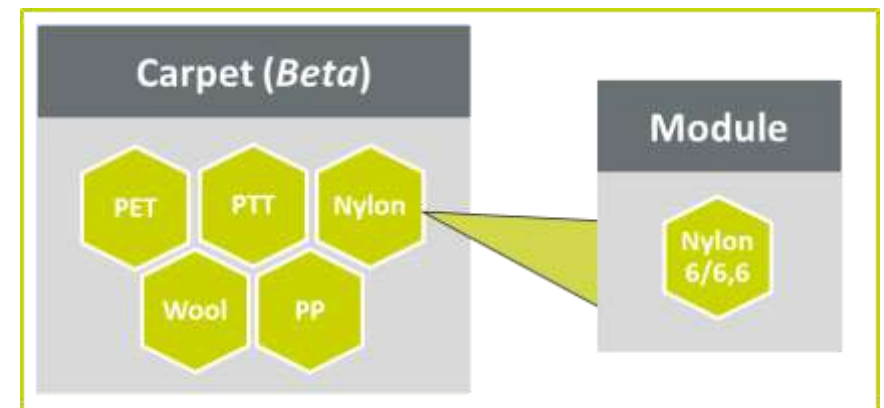 Carpet (Beta)
PET
PTT
Nylon
Wool
PP
Module
Nylon
6/6,6